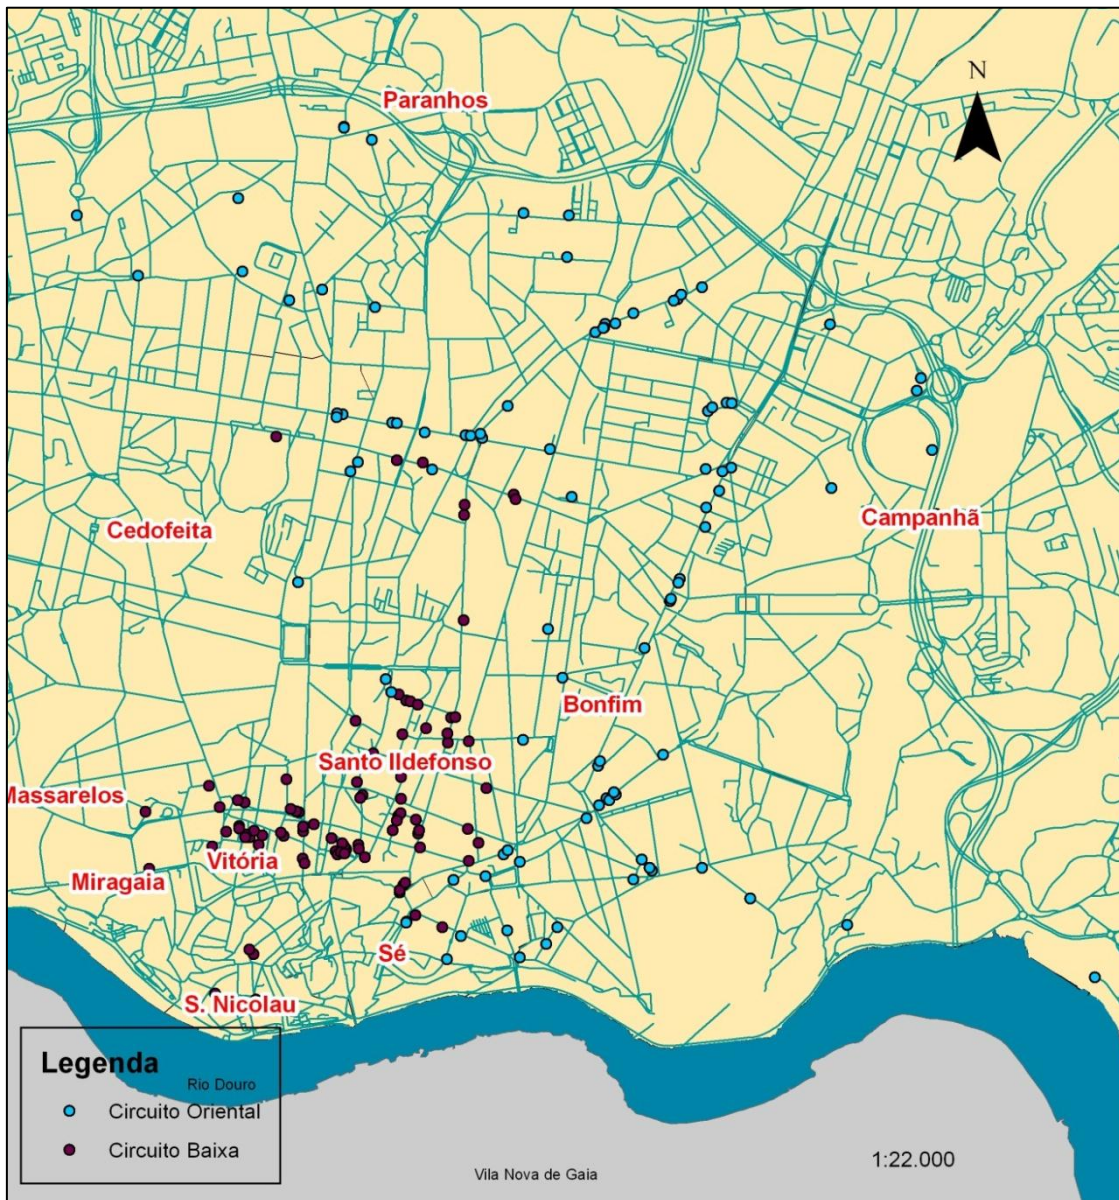 Paranhos
N
Cedofeita
Campanhã
Bonfim
Santo Ildefonso
Massarelos
Vitória
Miragaia
Sé
S. Nicolau
Legenda
Rio Douro
Circuito Oriental
Circuito Baixa
Vila Nova de Gaia
1:22.000